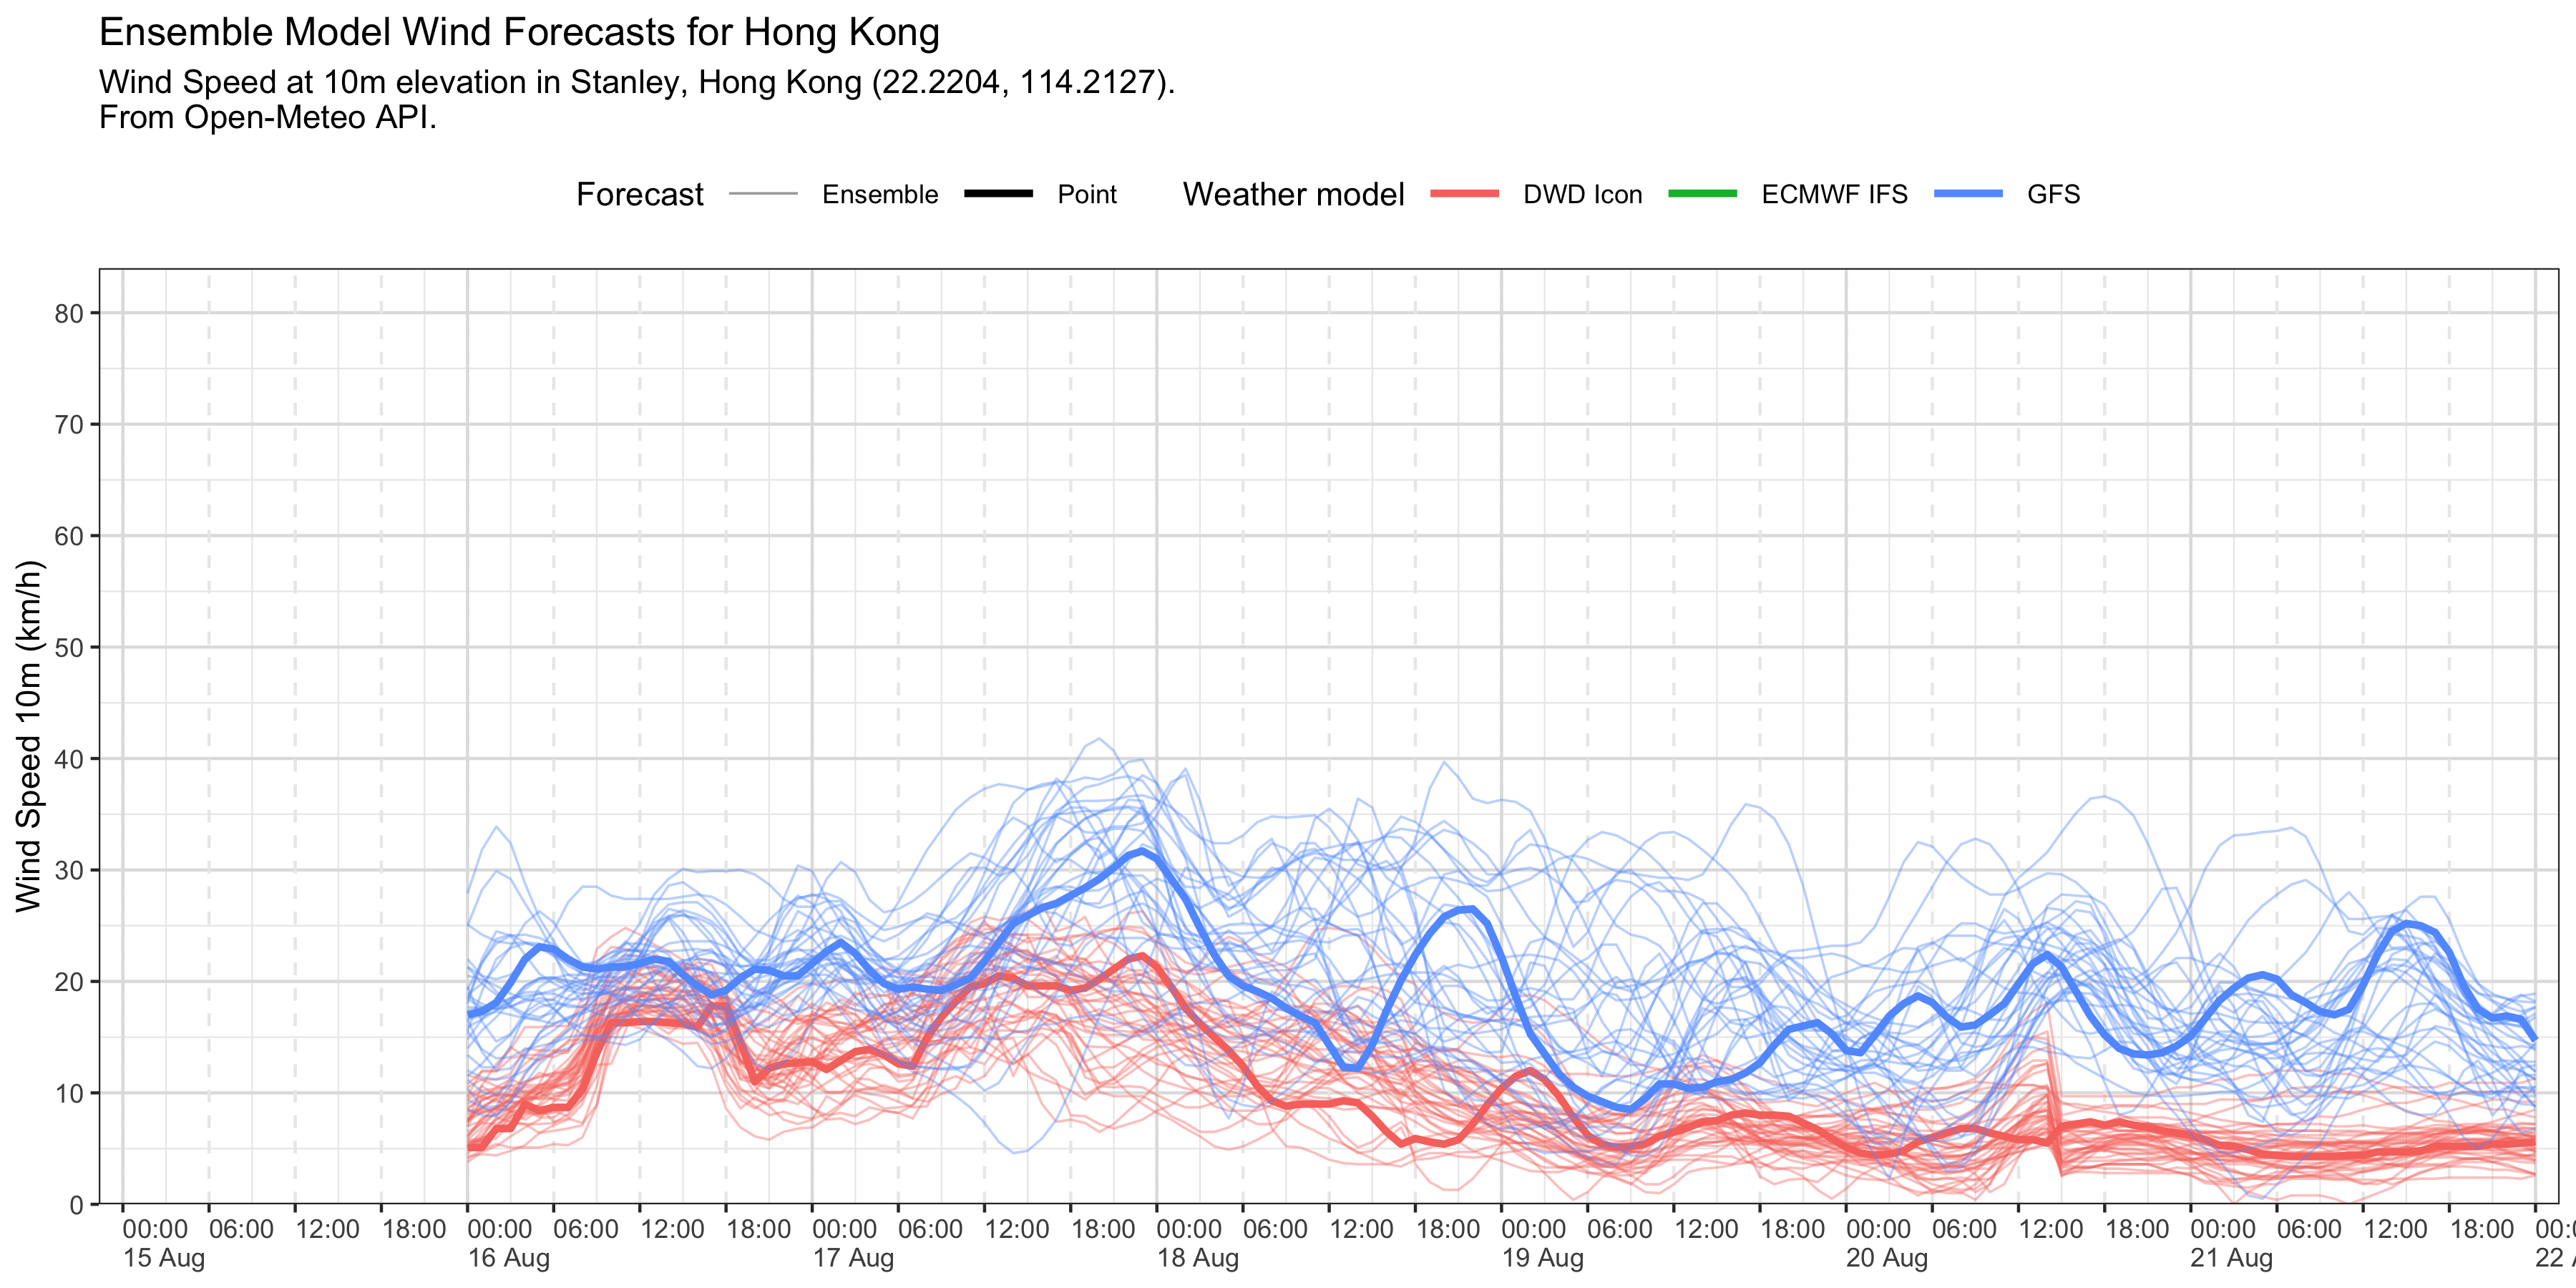 Ensemble Model Wind Forecasts for Hong Kong
Wind Speed at 10m elevation in Stanley, Hong Kong (22.2204, 114.2127).
From Open-Meteo API.
Forecast Ensemble Point Weather model DWD Icon ECMWF IFS GFS
Wind Speed 10m (km/h)
80
70
60
50
40
30
20
10
0
00:00 06:00 12:00 18:00 00:00 06:00 12:00 18:00 00:00 06:00 12:00 18:00 00:00 06:00 12:00 18:00 00:00 06:00 12:00 18:00 00:00 06:00 12:00 18:00 00:00 06:00 12:00 18:00
15 Aug 16 Aug 17 Aug 18 Aug 19 Aug 20 Aug 21 Aug 22